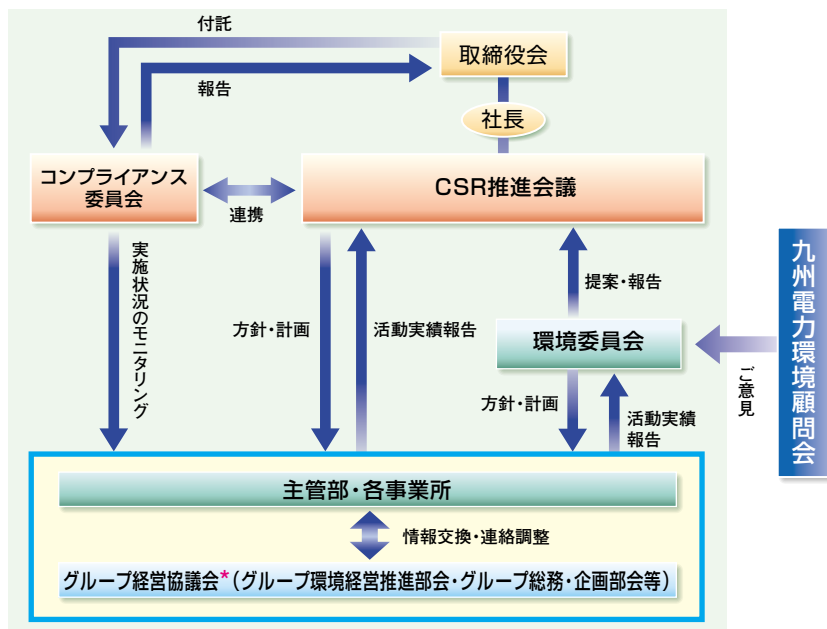 付託
取締役会
報告
社長
コンプライアンス
委員会
CSR推進会議
連携
実施状況のモニタリング
方針・計画
活動実績報告
提案・報告
環境委員会
九州電力環境顧問会
ご意見
方針・計画
活動実績
報告
主管部・各事業所
情報交換・連絡調整
グループ経営協議会*(グループ環境経営推進部会・グループ総務・企画部会等)